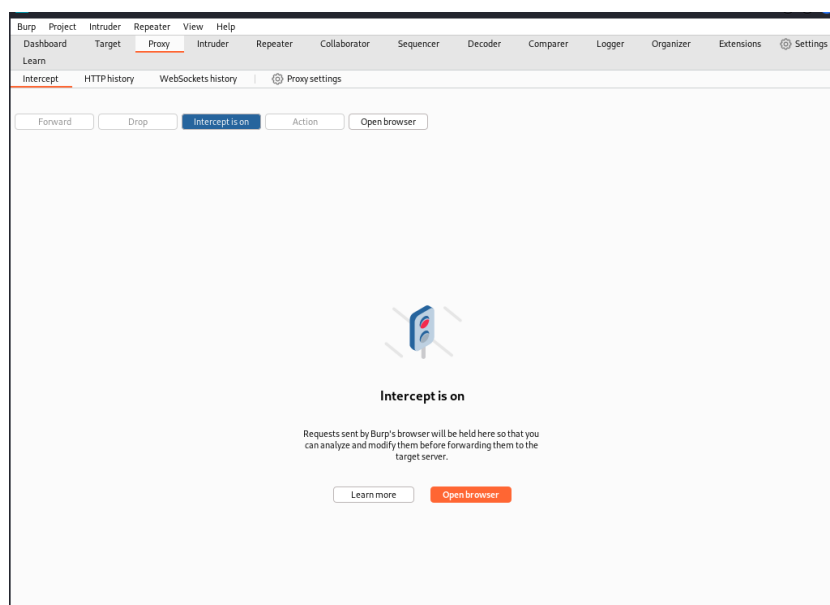 Burp Project Intruder Repeater View Help
Dashboard Target Proxy Intruder Repeater Collaborator Sequencer Decoder Comparer Logger Organizer Extensions Settings
Learn
Intercept HTTP history WebSockets history Proxy settings
Forward Drop Intercept is on Action Open browser
Intercept is on
Requests sent by Burp's browser will be held here so that you
can analyze and modify them before forwarding them to the
target server.
Learn more Open browser